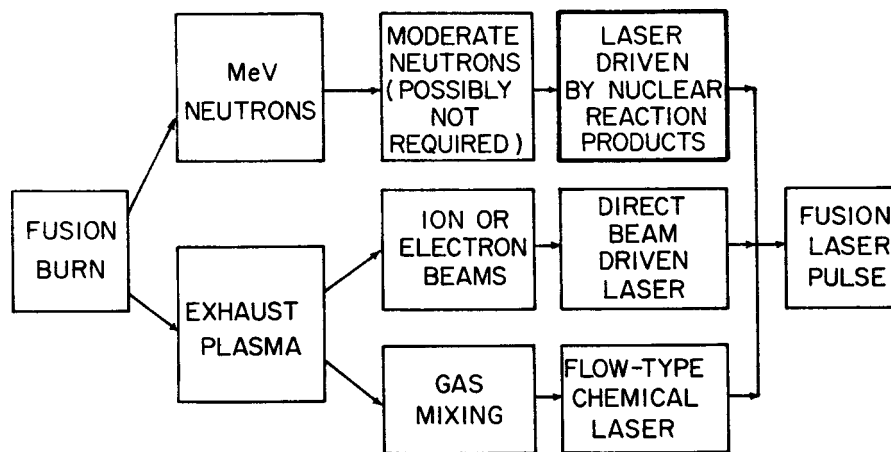 FUSION
BURN
MeV
NEUTRONS
MODERATE
NEUTRONS
(POSSIBLY
NOT
REQUIRED)
LASER
DRIVEN
BY NUCLEAR
REACTION
PRODUCTS
EXHAUST
PLASMA
ION OR
ELECTRON
BEAMS
DIRECT
BEAM
DRIVEN
LASER
GAS
MIXING
FLOW-TYPE
CHEMICAL
LASER
FUSION
LASER
PULSE